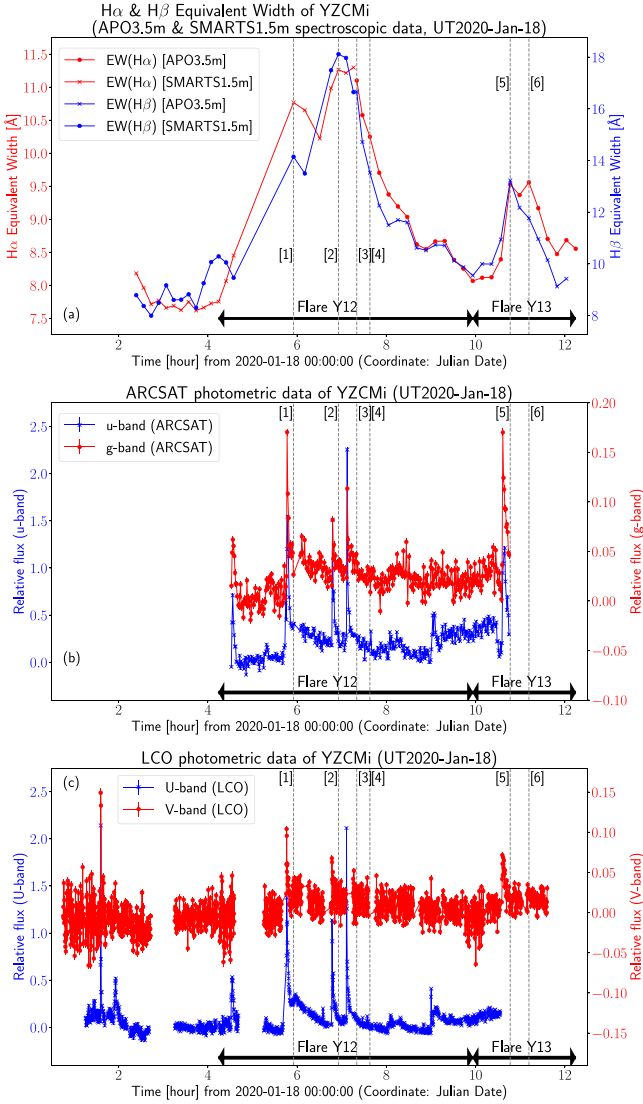 Hα & Hβ Equivalent Width of YZCMi
(APO3.5m & SMARTS1.5m spectroscopic data, UT2020-Jan-18)
EW(Hα) [APO3.5m]
EW(Hα) [SMARTS1.5m]
EW(Hβ) [APO3.5m]
EW(Hβ) [SMARTS1.5m]
[5] [6]
[1] [2] [3] [4]
Hα Equivalent Width [Å]
11.5
11.0
10.5
10.0
9.5
9.0
8.5
8.0
7.5
Hβ Equivalent Width [Å]
18
16
14
12
10
8
(a)
Flare Y12 Flare Y13
2 4 6 8 10 12
Time [hour] from 2020-01-18 00:00:00 (Coordinate: Julian Date)
ARCSAT photometric data of YZCMi (UT2020-Jan-18)
u-band (ARCSAT)
g-band (ARCSAT)
[1] [2] [3] [4] [5] [6]
Relative flux (u-band)
2.5
2.0
1.5
1.0
0.5
0.0
Relative flux (g-band)
0.20
0.15
0.10
0.05
0.00
−0.05
−0.10
(b)
Flare Y12 Flare Y13
2 4 6 8 10 12
Time [hour] from 2020-01-18 00:00:00 (Coordinate: Julian Date)
LCO photometric data of YZCMi (UT2020-Jan-18)
(c)
U-band (LCO)
V-band (LCO)
[1] [2] [3] [4] [5] [6]
Relative flux (U-band)
2.5
2.0
1.5
1.0
0.5
0.0
Relative flux (V-band)
0.15
0.10
0.05
0.00
−0.05
−0.10
−0.15
Flare Y12 Flare Y13
2 4 6 8 10 12
Time [hour] from 2020-01-18 00:00:00 (Coordinate: Julian Date)